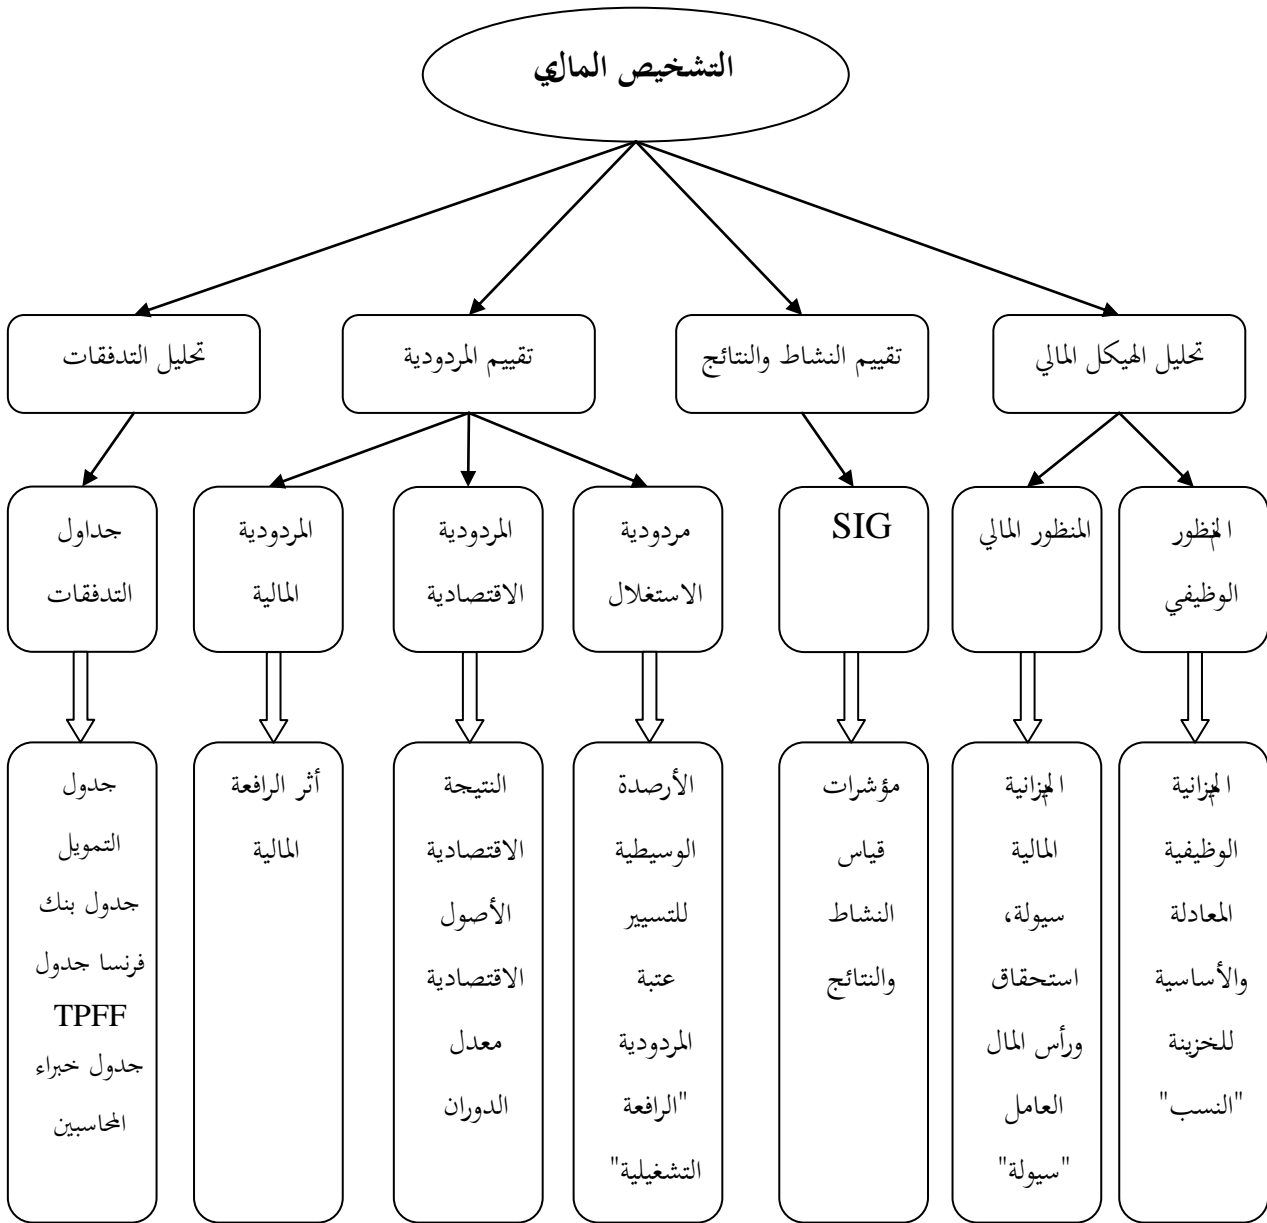 التشخيص المالي
تحليل الهيكل المالي
تقييم النشاط والنتائج
تقييم المردودية
تحليل التدفقات
المنظور
الوظيفي
المنظور المالي
SIG
مردودية
الاستغلال
المردودية
الاقتصادية
المردودية
المالية
جداول
التدفقات
الميزانية
الوظيفية
المعادلة
والأساسية
للخزينة
"النسب"
الميزانية
المالية
سيولة،
استحقاق
ورأس المال
العامل
"سيولة"
مؤشرات
قياس
النشاط
والنتائج
الأرصدة
الوسيطية
للتسيير
عتبة
المردودية
"الرافعة
التشغيلية"
النتيجة
الاقتصادية
الأصول
الاقتصادية
معدل
الدوران
أثر الرافعة
المالية
جدول
التمويل
جدول بنك
فرنسا جدول
TPFF
جدول خبراء
المحاسبين